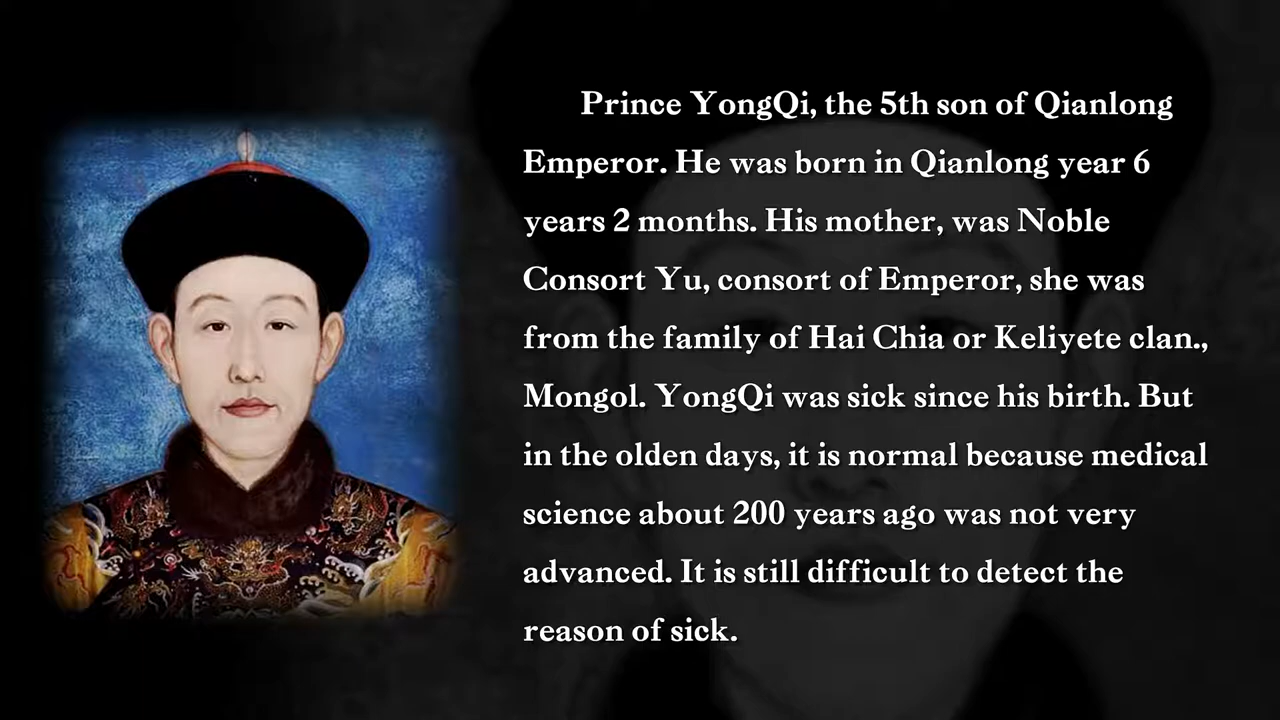 Prince YongQi, the 5th son of Qianlong
Emperor. He was born in Qianlong year 6
years 2 months. His mother, was Noble
Consort Yu, consort of Emperor, she was
from the family of Hai Chia or Keliyete clan.,
Mongol. YongQi was sick since his birth. But
in the olden days, it is normal because medical
science about 200 years ago was not very
advanced. It is still difficult to detect the
reason of sick.